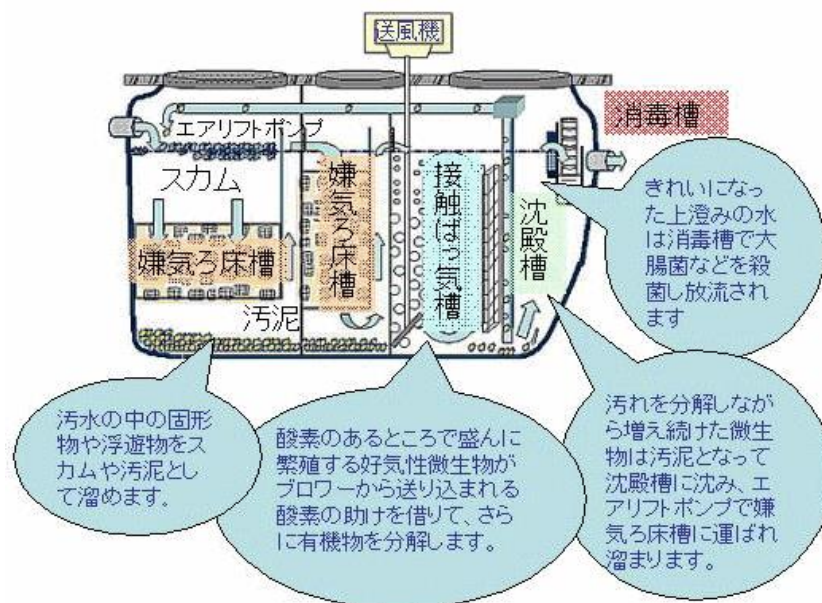 送風機
消毒槽
エアリフトポンプ
スカム
嫌気ろ床槽
嫌気
ろ床槽
接触ばっ気槽
沈殿槽
汚泥
きれいになっ
た上澄みの水
は消毒槽で大
腸菌などを殺
菌し放流され
ます
汚水の中の固形
物や浮遊物をス
カムや汚泥とし
て溜めます。
酸素のあるところで盛んに
繁殖する好気性微生物が
ブロワーから送り込まれる
酸素の助けを借りて、さら
に有機物を分解します。
汚れを分解しなが
ら増え続けた微生
物は汚泥となって
沈殿槽に沈み、エ
アリフトポンプで嫌
気ろ床槽に運ばれ
溜まります。